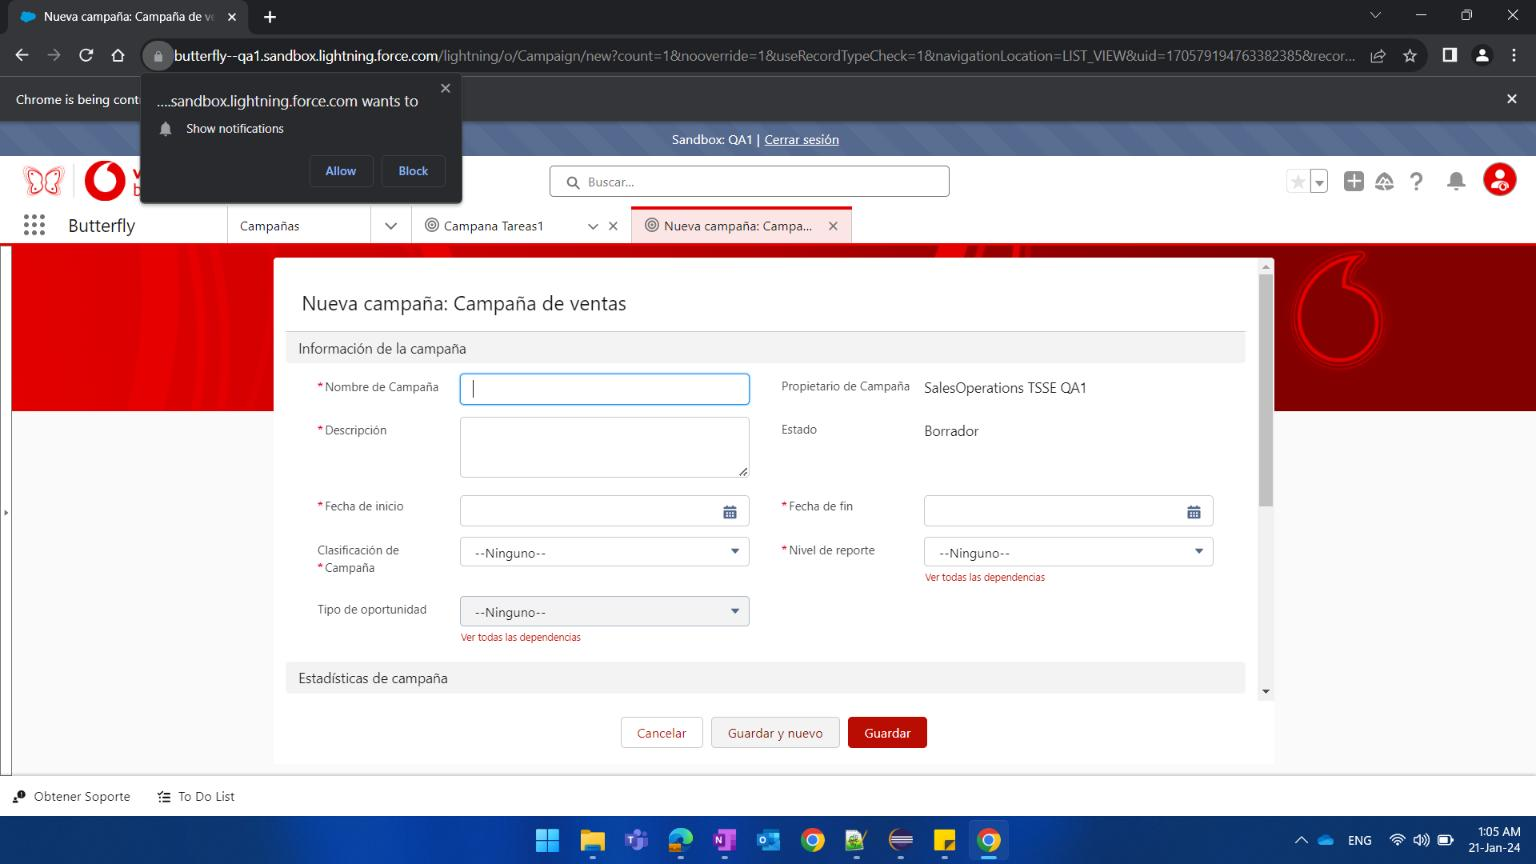 Nueva campaña: Campaña de ve
butterfly--qa1.sandbox.lightning.force.com/lightning/o/Campaign/new?count=1&nooverride=1&useRecordTypeCheck=1&navigationLocation=LIST_VIEW&uid=170579194763382385&recor...
Chrome is being cont
....sandbox.lightning.force.com wants to
Show notifications
Allow
Block
Sandbox: QA1 | Cerrar sesión
Buscar...
Butterfly
Campañas
Campana Tareas1
Nueva campaña: Campa...
Nueva campaña: Campaña de ventas
Información de la campaña
*Nombre de Campaña
Propietario de Campaña
SalesOperations TSSE QA1
*Descripción
Estado
Borrador
*Fecha de inicio
*Fecha de fin
Clasificación de
*Campaña
--Ninguno--
*Nivel de reporte
--Ninguno--
Ver todas las dependencias
Tipo de oportunidad
--Ninguno--
Ver todas las dependencias
Estadísticas de campaña
Cancelar
Guardar y nuevo
Guardar
Obtener Soporte
To Do List
ENG
1:05 AM
21-Jan-24